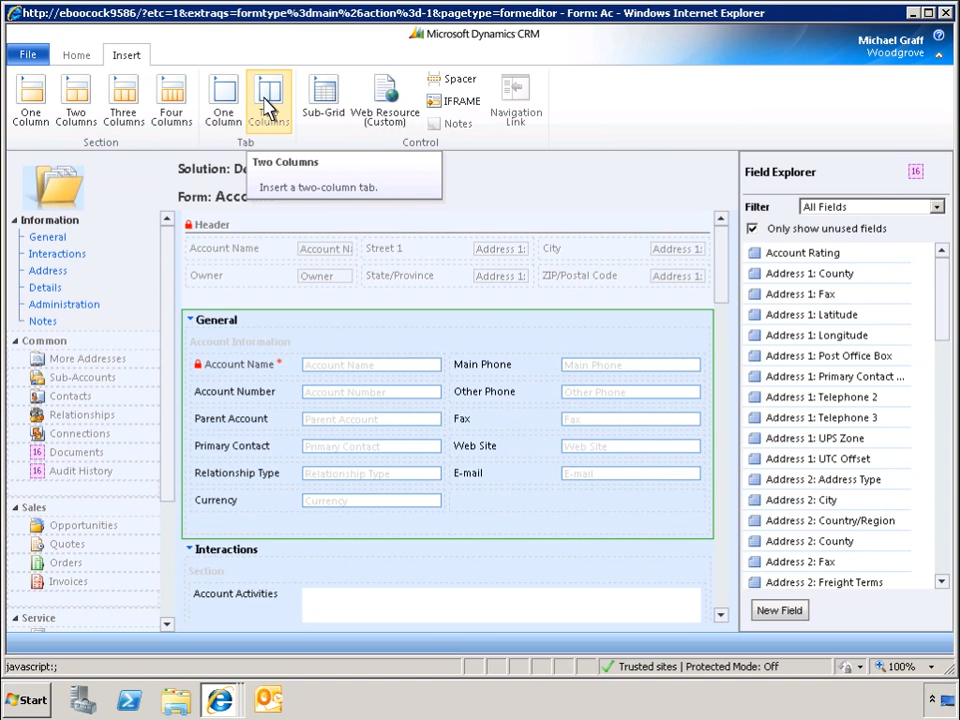 http://eboocock9586/?etc=1&extraqs=formtype%3dmain%26action%3d-1&pagetype=formeditor - Form: Ac - Windows Internet Explorer
Microsoft Dynamics CRM
File Home Insert
Michael Graff
Woodgrove
One Column
Two Columns
Three Columns
Four Columns
One Column
Columns
Sub-Grid
Web Resource (Custom)
Spacer
IFRAME
Notes
Navigation Link
Section
Tab
Control
Two Columns
Insert a two-column tab.
Solution: De
Form: Acco
Information
General
Interactions
Address
Details
Administration
Notes
Common
More Addresses
Sub-Accounts
Contacts
Relationships
Connections
16 Documents
16 Audit History
Sales
Opportunities
Quotes
Orders
Invoices
Service
Header
Account Name Account Na Street 1 Address 1: City Address 1:
Owner Owner State/Province Address 1: ZIP/Postal Code Address 1:
General
Account Information
Account Name * Account Name Main Phone Main Phone
Account Number Account Number Other Phone Other Phone
Parent Account Parent Account Fax Fax
Primary Contact Primary Contact Web Site Web Site
Relationship Type Relationship Type E-mail E-mail
Currency Currency
Interactions
Section
Account Activities
Field Explorer 16
Filter All Fields
Only show unused fields
Account Rating
Address 1: County
Address 1: Fax
Address 1: Latitude
Address 1: Longitude
Address 1: Post Office Box
Address 1: Primary Contact ...
Address 1: Telephone 2
Address 1: Telephone 3
Address 1: UPS Zone
Address 1: UTC Offset
Address 2: Address Type
Address 2: City
Address 2: Country/Region
Address 2: County
Address 2: Fax
Address 2: Freight Terms
New Field
javascript:;
Trusted sites | Protected Mode: Off
100%
Start